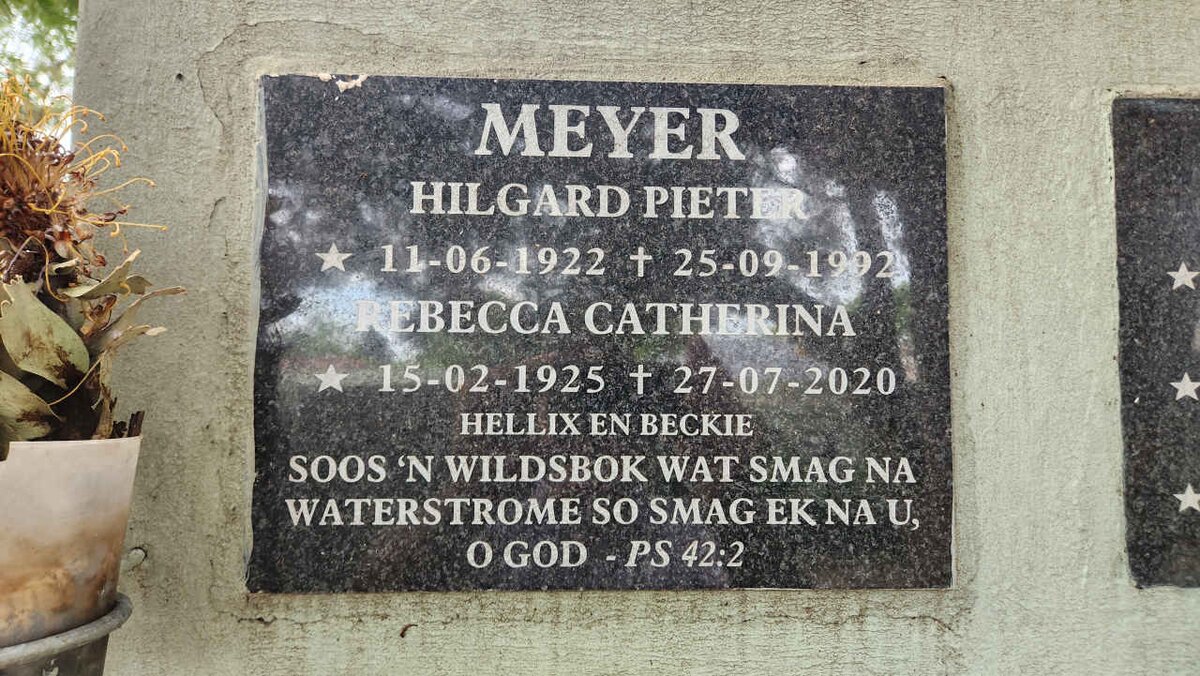 MEYER
HILGARD PIETER
★ 11-06-1922 ✝ 25-09-1992
REBECCA CATHERINA
★ 15-02-1925 ✝ 27-07-2020
HELLIX EN BECKIE
SOOS ‘N WILDSBOK WAT SMAG NA
WATERSTROME SO SMAG EK NA U,
O GOD - PS 42:2